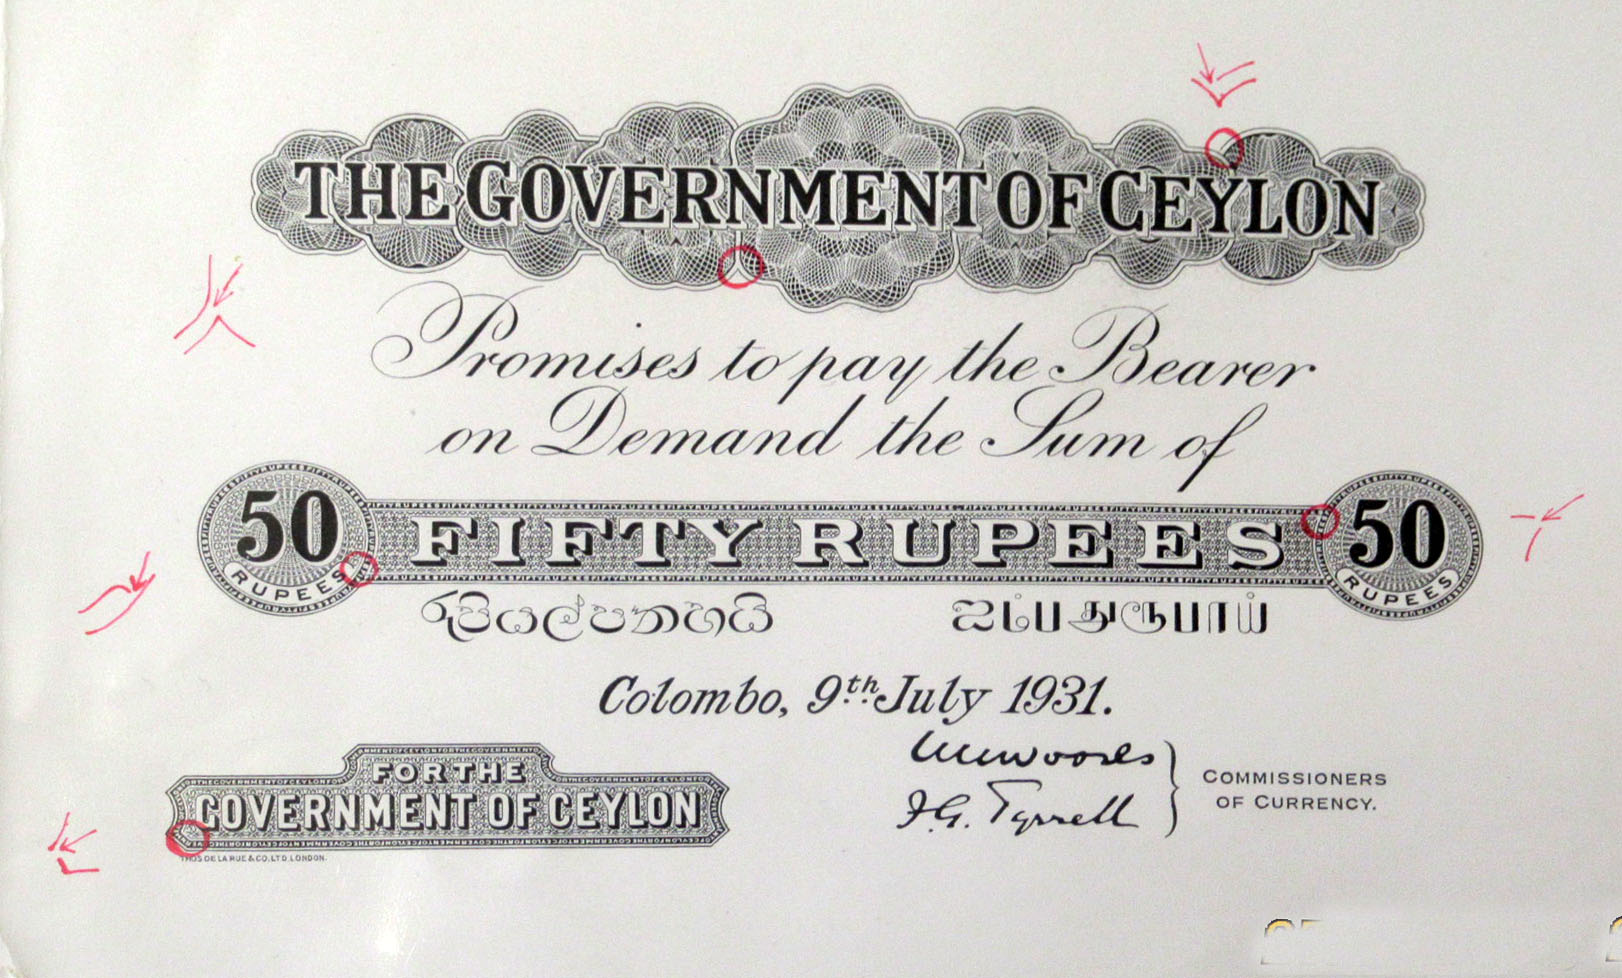 THE GOVERNMENT OF CEYLON
Promises to pay the Bearer
on Demand the Sum of
50 RUPEES
FIFTY RUPEES
50 RUPEES
රුපියල්පනහයි
ஐம்பதுரூபாய்
Colombo, 9th July 1931.
FOR THE
GOVERNMENT OF CEYLON
W. W. Woods
F. G. Tyrrell
COMMISSIONERS
OF CURRENCY.
THOS DE LA RUE & CO. LTD. LONDON.